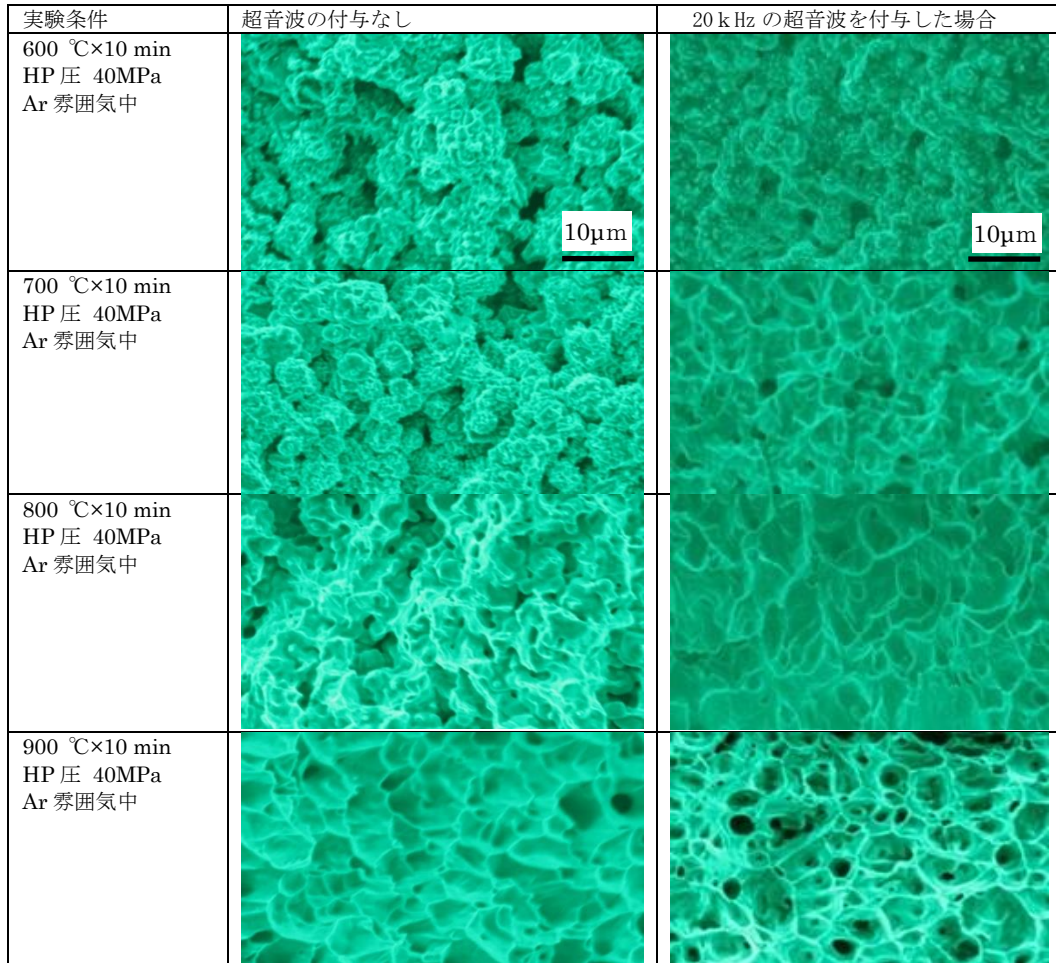 実験条件
超音波の付与なし
20ｋHz の超音波を付与した場合
600 ℃×10 min
HP 圧 40MPa
Ar 雰囲気中
10µm
10µm
700 ℃×10 min
HP 圧 40MPa
Ar 雰囲気中
800 ℃×10 min
HP 圧 40MPa
Ar 雰囲気中
900 ℃×10 min
HP 圧 40MPa
Ar 雰囲気中